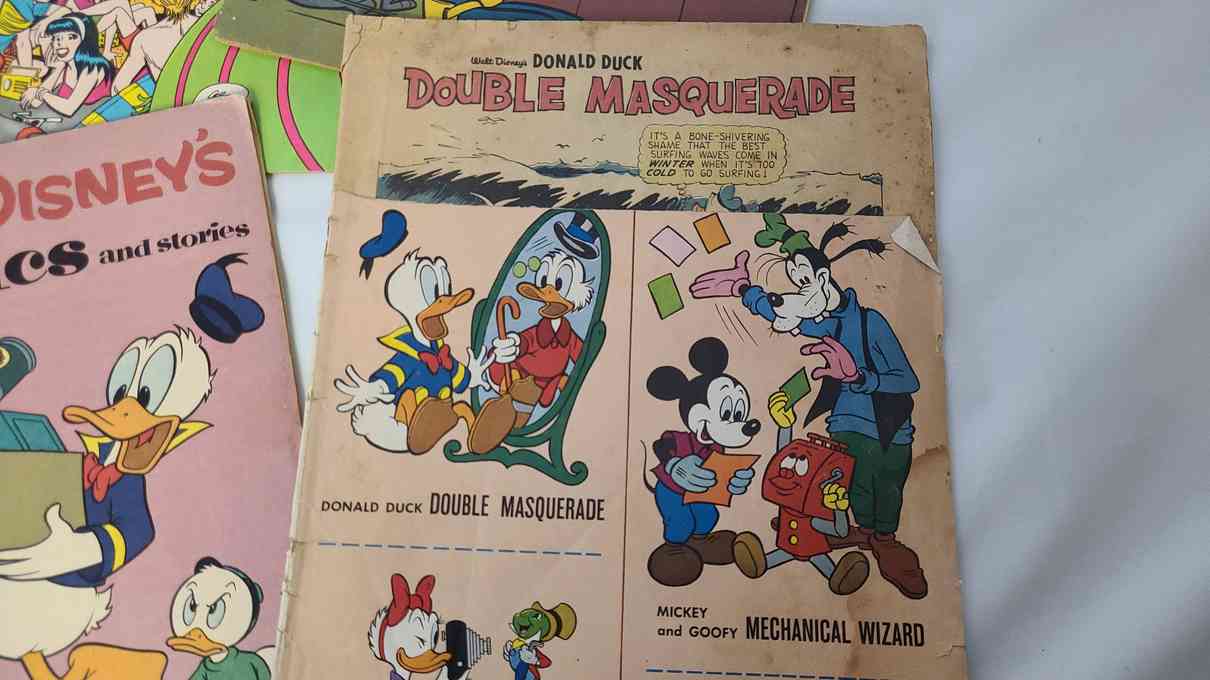 DISNEY'S
and stories
Walt Disney's DONALD DUCK
DOUBLE MASQUERADE
IT'S A BONE-SHIVERING
SHAME THAT THE BEST
SURFING WAVES COME IN
WINTER WHEN IT'S TOO
COLD TO GO SURFING!
DONALD DUCK DOUBLE MASQUERADE
MICKEY
and GOOFY MECHANICAL WIZARD